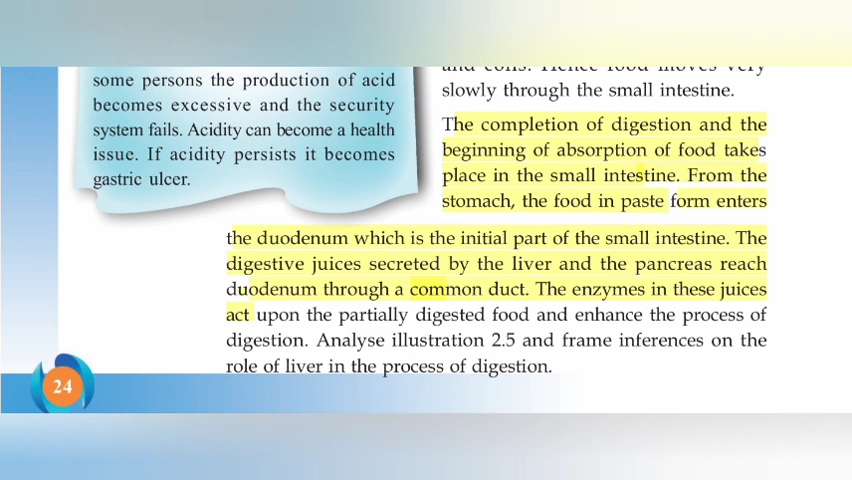 some persons the production of acid
becomes excessive and the security
system fails. Acidity can become a health
issue. If acidity persists it becomes
gastric ulcer.
and coils. Hence food moves very
slowly through the small intestine.
The completion of digestion and the
beginning of absorption of food takes
place in the small intestine. From the
stomach, the food in paste form enters
the duodenum which is the initial part of the small intestine. The
digestive juices secreted by the liver and the pancreas reach
duodenum through a common duct. The enzymes in these juices
act upon the partially digested food and enhance the process of
digestion. Analyse illustration 2.5 and frame inferences on the
role of liver in the process of digestion.
24